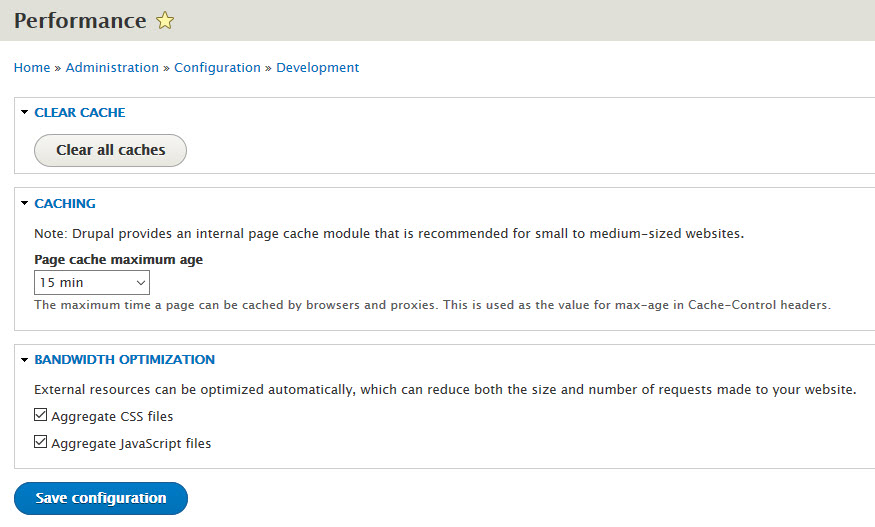 Performance
Home » Administration » Configuration » Development
CLEAR CACHE
Clear all caches
CACHING
Note: Drupal provides an internal page cache module that is recommended for small to medium-sized websites.
Page cache maximum age
15 min
The maximum time a page can be cached by browsers and proxies. This is used as the value for max-age in Cache-Control headers.
BANDWIDTH OPTIMIZATION
External resources can be optimized automatically, which can reduce both the size and number of requests made to your website.
Aggregate CSS files
Aggregate JavaScript files
Save configuration